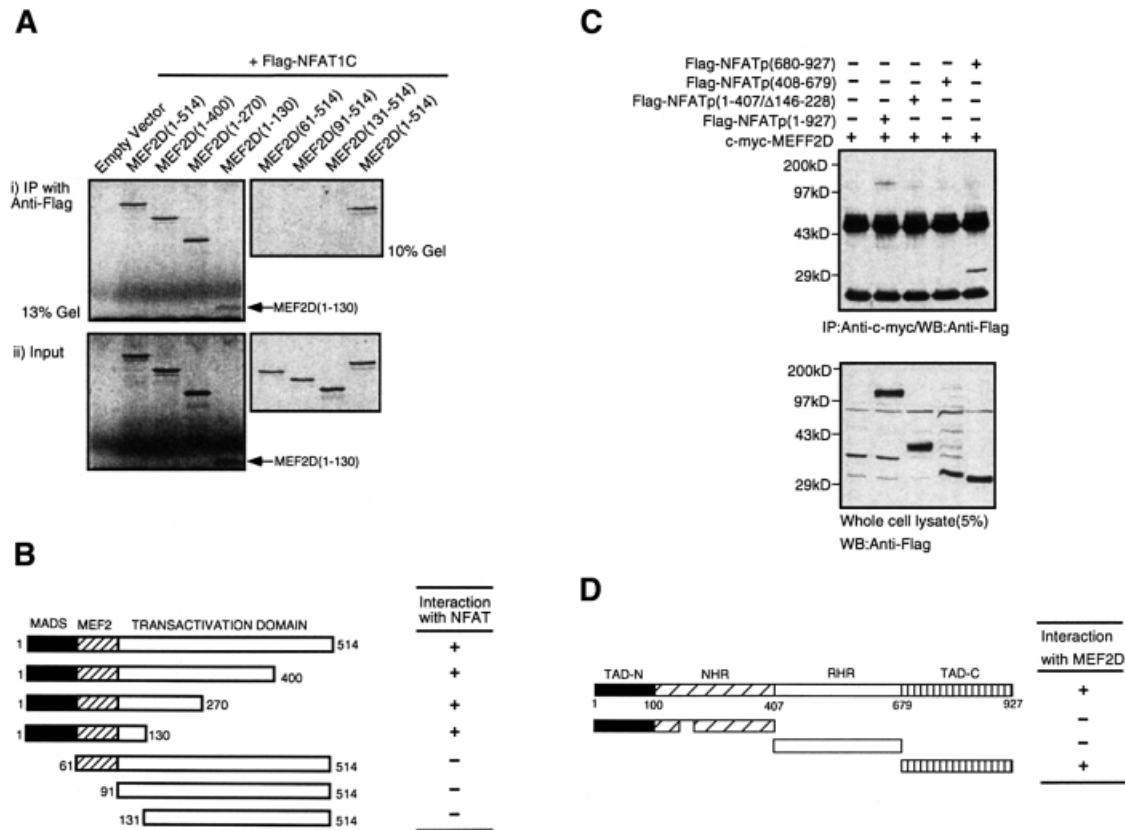 A
+ Flag-NFAT1C
Empty Vector
MEF2D(1-514)
MEF2D(1-400)
MEF2D(1-270)
MEF2D(1-130)
MEF2D(61-514)
MEF2D(91-514)
MEF2D(131-514)
MEF2D(1-514)
i) IP with
Anti-Flag
10% Gel
13% Gel
MEF2D(1-130)
ii) Input
MEF2D(1-130)
B
MADS MEF2 TRANSACTIVATION DOMAIN
Interaction
with NFAT
1 514 +
1 400 +
1 270 +
1 130 +
61 514 −
91 514 −
131 514 −
C
Flag-NFATp(680-927) − − − − +
Flag-NFATp(408-679) − − − + −
Flag-NFATp(1-407/Δ146-228) − − + − −
Flag-NFATp(1-927) − + − − −
c-myc-MEFF2D + + + + +
200kD
97kD
43kD
29kD
IP:Anti-c-myc/WB:Anti-Flag
200kD
97kD
43kD
29kD
Whole cell lysate(5%)
WB:Anti-Flag
D
Interaction
with MEF2D
TAD-N NHR RHR TAD-C
+
1 100 407 679 927
−
−
+